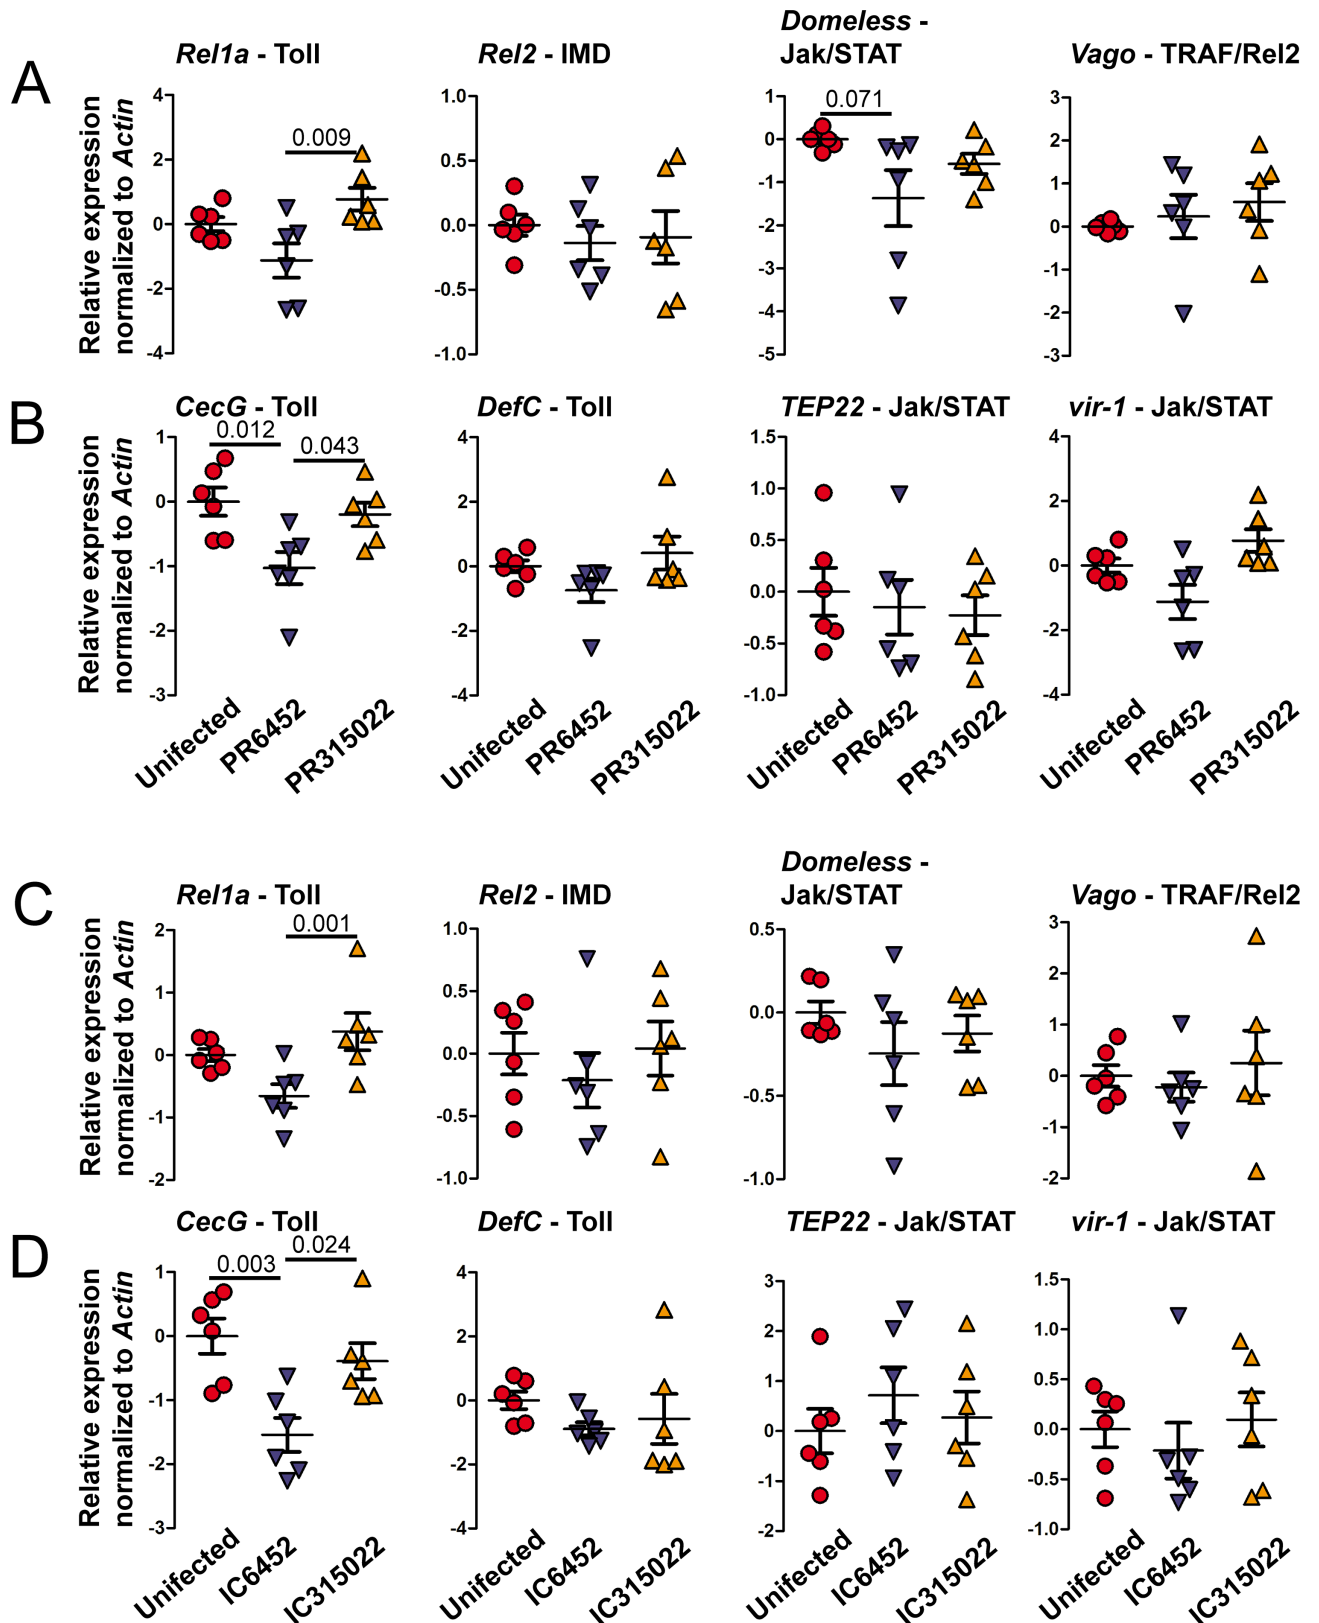 A
Rel1a - Toll
Rel2 - IMD
Domeless -
Jak/STAT
Vago - TRAF/Rel2
Relative expression
normalized to Actin
4
2
0
-2
-4
0.009
1.0
0.5
0.0
-0.5
-1.0
1
0
-1
-2
-3
-4
-5
0.071
3
2
1
0
-1
-2
-3
B
CecG - Toll
DefC - Toll
TEP22 - Jak/STAT
vir-1 - Jak/STAT
Relative expression
normalized to Actin
1
0
-1
-2
-3
0.012
0.043
4
2
0
-2
-4
1.5
1.0
0.5
0.0
-0.5
-1.0
4
2
0
-2
-4
Unifected
PR6452
PR315022
Unifected
PR6452
PR315022
Unifected
PR6452
PR315022
Unifected
PR6452
PR315022
C
Rel1a - Toll
Rel2 - IMD
Domeless -
Jak/STAT
Vago - TRAF/Rel2
Relative expression
normalized to Actin
2
1
0
-1
-2
0.001
1.0
0.5
0.0
-0.5
-1.0
0.5
0.0
-0.5
-1.0
3
2
1
0
-1
-2
D
CecG - Toll
DefC - Toll
TEP22 - Jak/STAT
vir-1 - Jak/STAT
Relative expression
normalized to Actin
1
0
-1
-2
-3
0.003
0.024
4
2
0
-2
-4
3
2
1
0
-1
-2
1.5
1.0
0.5
0.0
-0.5
-1.0
Unifected
IC6452
IC315022
Unifected
IC6452
IC315022
Unifected
IC6452
IC315022
Unifected
IC6452
IC315022